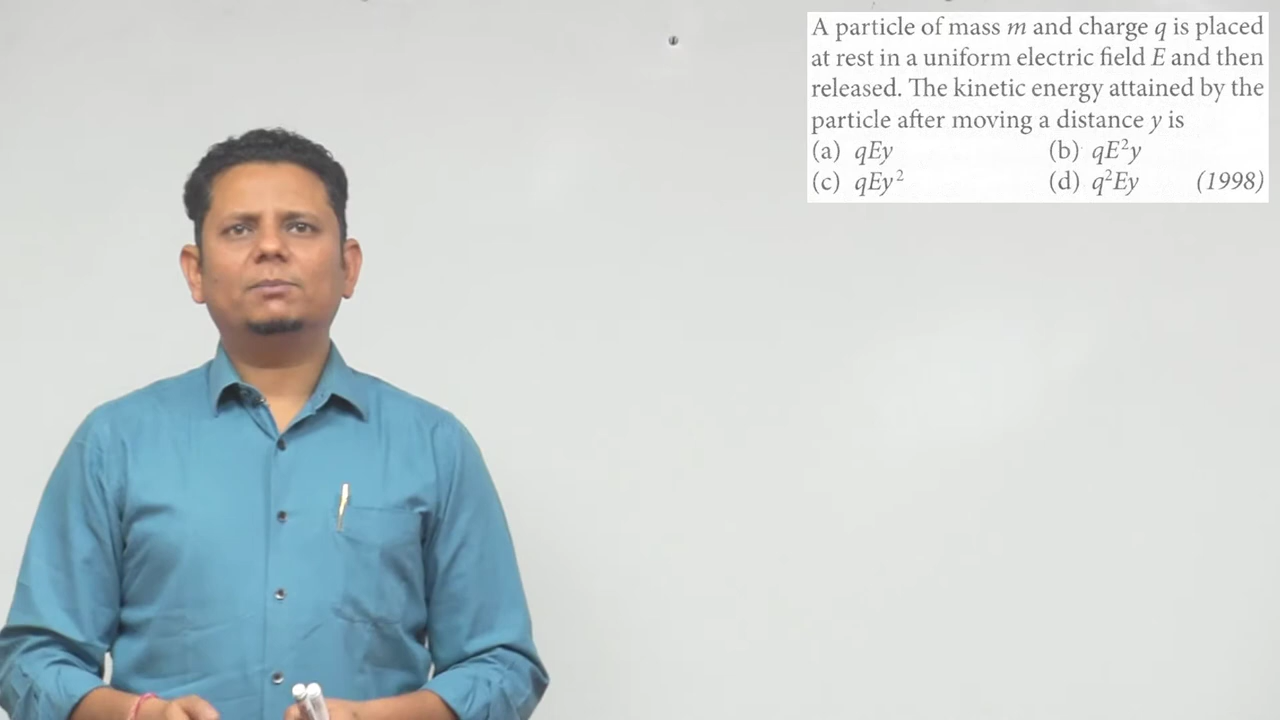 A particle of mass m and charge q is placed
at rest in a uniform electric field E and then
released. The kinetic energy attained by the
particle after moving a distance y is
(a) qEy (b) qE²y
(c) qEy² (d) q²Ey (1998)